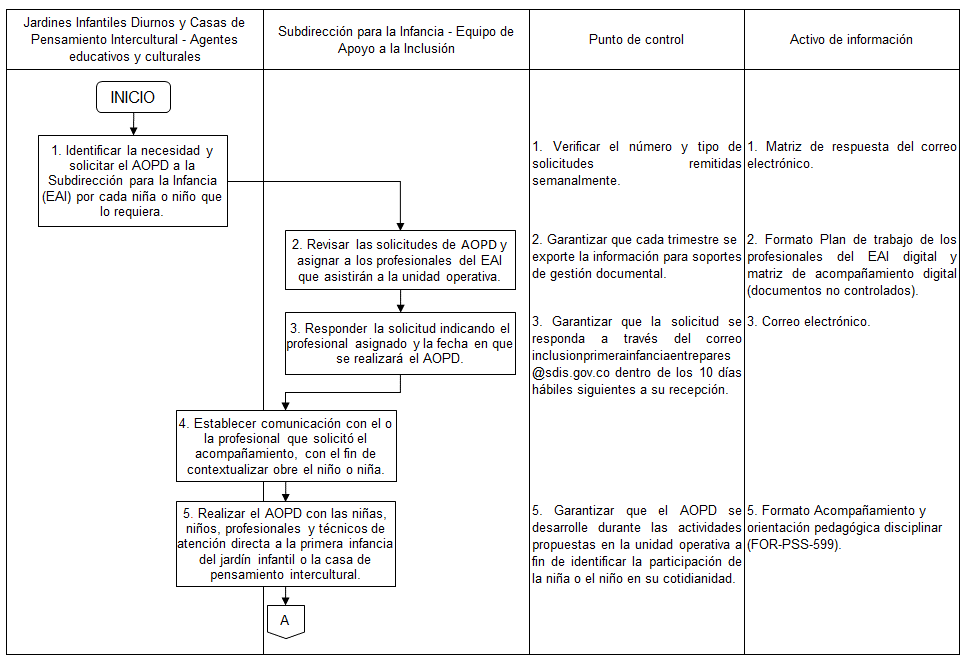 Jardines Infantiles Diurnos y Casas de
Pensamiento Intercultural - Agentes
educativos y culturales
Subdirección para la Infancia - Equipo de
Apoyo a la Inclusión
Punto de control
Activo de información
INICIO
1. Identificar la necesidad y
solicitar el AOPD a la
Subdirección para la Infancia
(EAI) por cada niña o niño que
lo requiera.
1. Verificar el número y tipo de
solicitudes remitidas
semanalmente.
1. Matriz de respuesta del correo
electrónico.
2. Revisar las solicitudes de AOPD y
asignar a los profesionales del EAI
que asistirán a la unidad operativa.
2. Garantizar que cada trimestre se
exporte la información para soportes
de gestión documental.
2. Formato Plan de trabajo de los
profesionales del EAI digital y
matriz de acompañamiento digital
(documentos no controlados).
3. Responder la solicitud indicando el
profesional asignado y la fecha en que
se realizará el AOPD.
3. Garantizar que la solicitud se
responda a través del correo
inclusionprimerainfanciaentrepares
@sdis.gov.co dentro de los 10 días
hábiles siguientes a su recepción.
3. Correo electrónico.
4. Establecer comunicación con el o
la profesional que solicitó el
acompañamiento, con el fin de
contextualizar obre el niño o niña.
5. Realizar el AOPD con las niñas,
niños, profesionales y técnicos de
atención directa a la primera infancia
del jardín infantil o la casa de
pensamiento intercultural.
5. Garantizar que el AOPD se
desarrolle durante las actividades
propuestas en la unidad operativa a
fin de identificar la participación de
la niña o el niño en su cotidianidad.
5. Formato Acompañamiento y
orientación pedagógica disciplinar
(FOR-PSS-599).
A